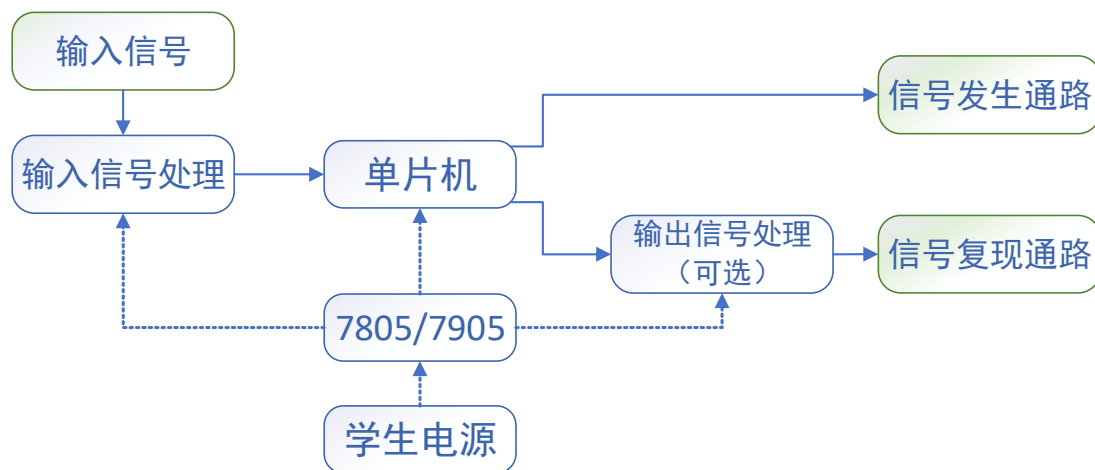 输入信号
信号发生通路
输入信号处理
单片机
输出信号处理
（可选）
信号复现通路
7805/7905
学生电源